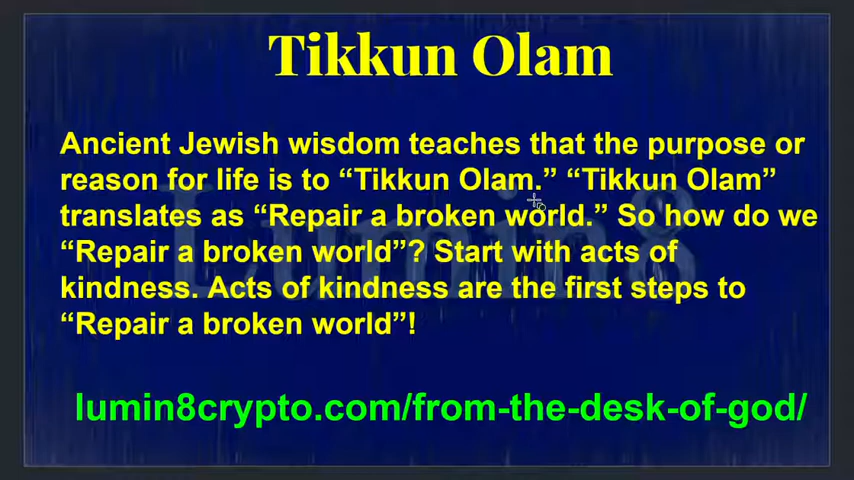 Tikkun Olam
Ancient Jewish wisdom teaches that the purpose or
reason for life is to “Tikkun Olam.” “Tikkun Olam”
translates as “Repair a broken world.” So how do we
“Repair a broken world”? Start with acts of
kindness. Acts of kindness are the first steps to
“Repair a broken world”!
Lumin8
lumin8crypto.com/from-the-desk-of-god/